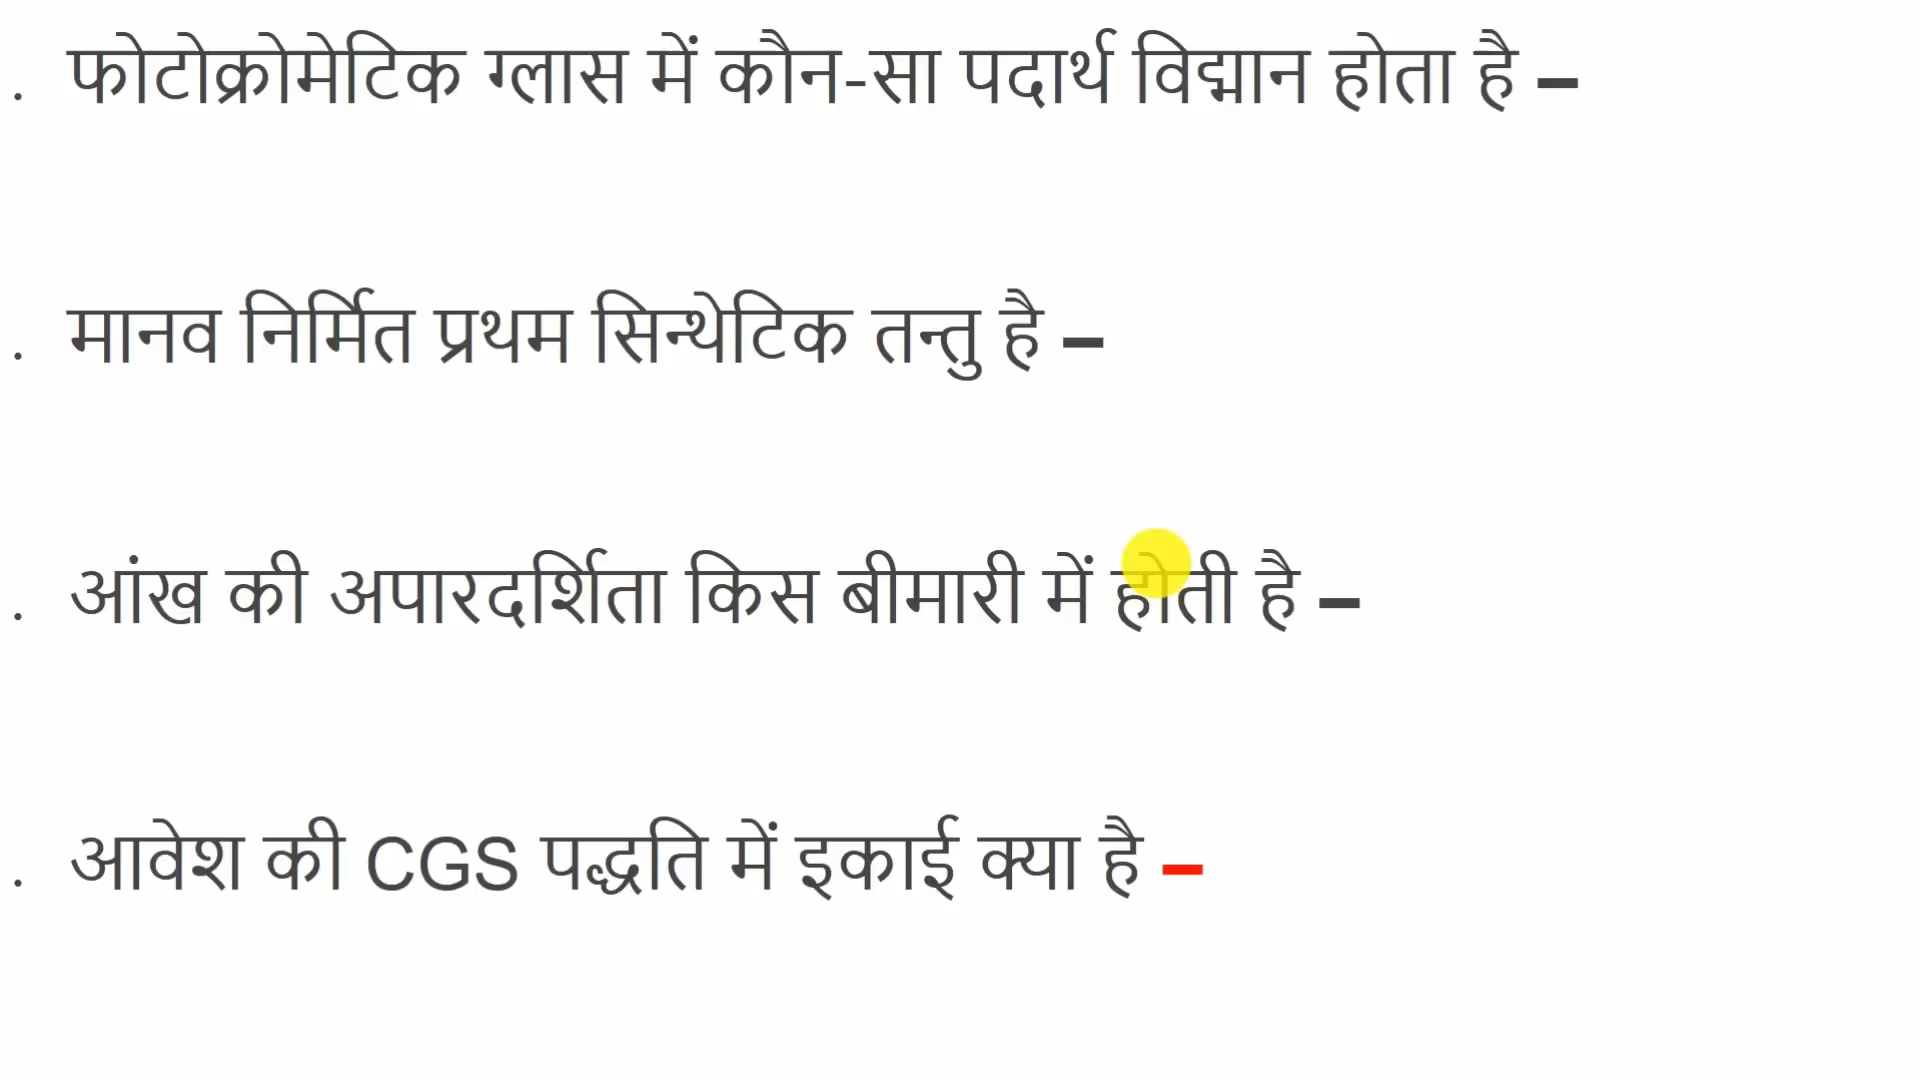 . फोटोक्रोमेटिक ग्लास में कौन-सा पदार्थ विद्मान होता है –
. मानव निर्मित प्रथम सिन्थेटिक तन्तु है –
. आंख की अपारदर्शिता किस बीमारी में होती है –
. आवेश की CGS पद्धति में इकाई क्या है –